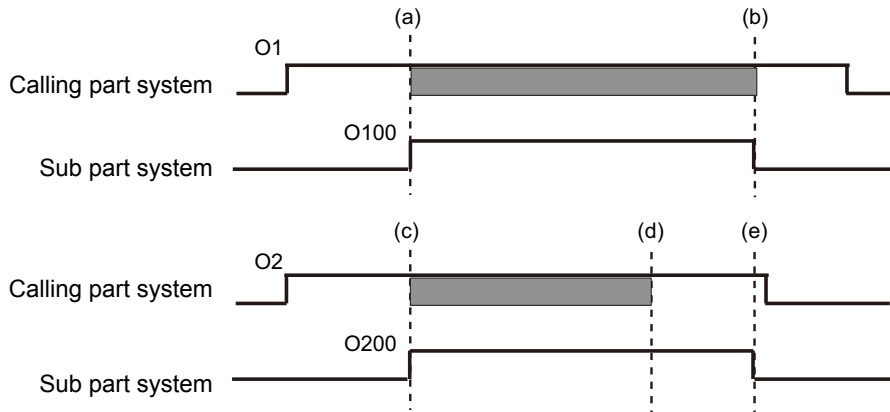 (a) (b)
O1
Calling part system
O100
Sub part system
(c) (d) (e)
O2
Calling part system
O200
Sub part system